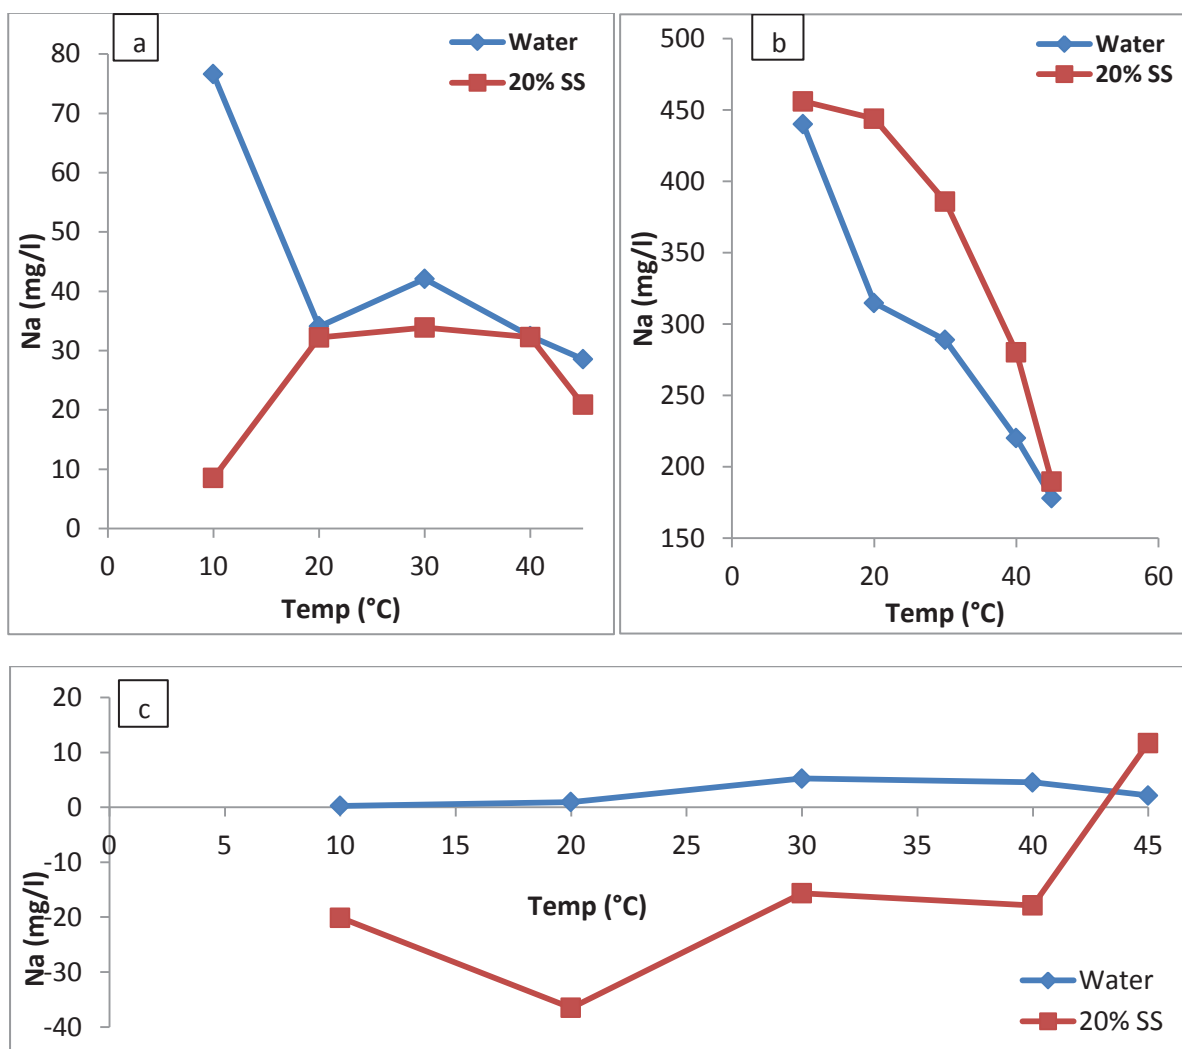 a
Water
20% SS
80
70
60
50
40
30
20
10
0
Na (mg/l)
0 10 20 30 40
Temp (°C)
b
Water
20% SS
500
450
400
350
300
250
200
150
Na (mg/l)
0 20 40 60
Temp (°C)
c
20
10
0
-10
-20
-30
-40
Na (mg/l)
0 5 10 15 20 25 30 35 40 45
Temp (°C)
Water
20% SS